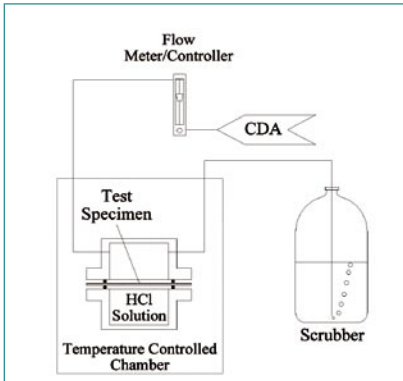 Flow
Meter/Controller
CDA
Test
Specimen
HCl
Solution
Scrubber
Temperature Controlled
Chamber